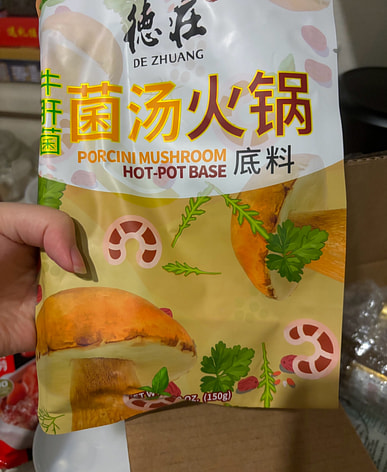 德莊
DE ZHUANG
牛肝菌
菌汤火锅
PORCINI MUSHROOM
HOT-POT BASE
底料
OZ. (150g)